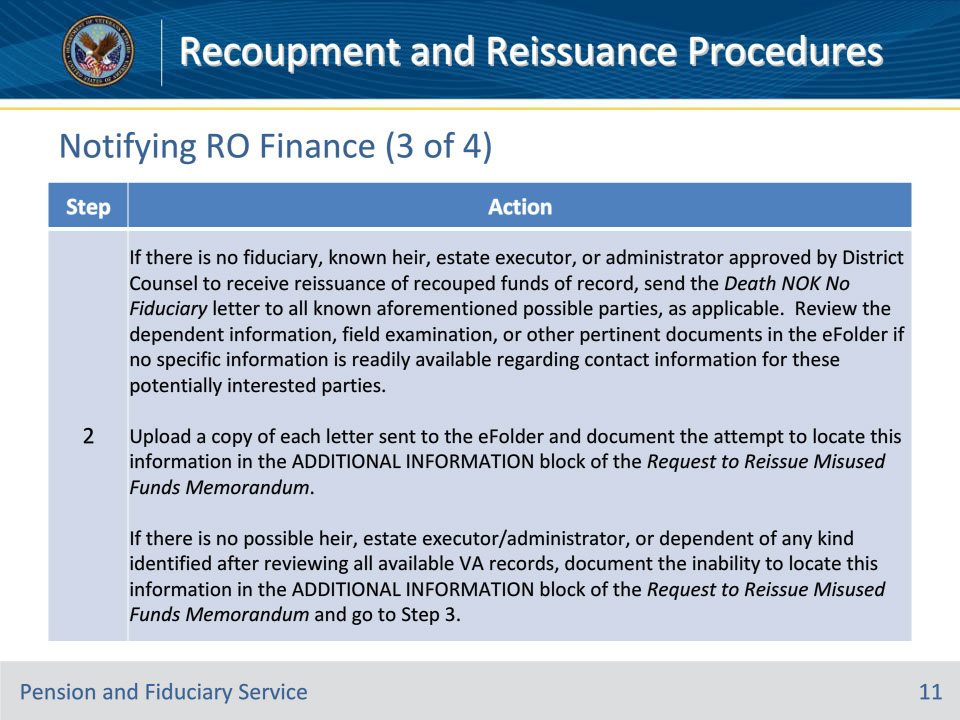 Recoupment and Reissuance Procedures
Notifying RO Finance (3 of 4)
Step
Action
If there is no fiduciary, known heir, estate executor, or administrator approved by District
Counsel to receive reissuance of recouped funds of record, send the Death NOK No
Fiduciary letter to all known aforementioned possible parties, as applicable.  Review the
dependent information, field examination, or other pertinent documents in the eFolder if
no specific information is readily available regarding contact information for these
potentially interested parties.
2
Upload a copy of each letter sent to the eFolder and document the attempt to locate this
information in the ADDITIONAL INFORMATION block of the Request to Reissue Misused
Funds Memorandum.
If there is no possible heir, estate executor/administrator, or dependent of any kind
identified after reviewing all available VA records, document the inability to locate this
information in the ADDITIONAL INFORMATION block of the Request to Reissue Misused
Funds Memorandum and go to Step 3.
Pension and Fiduciary Service
11